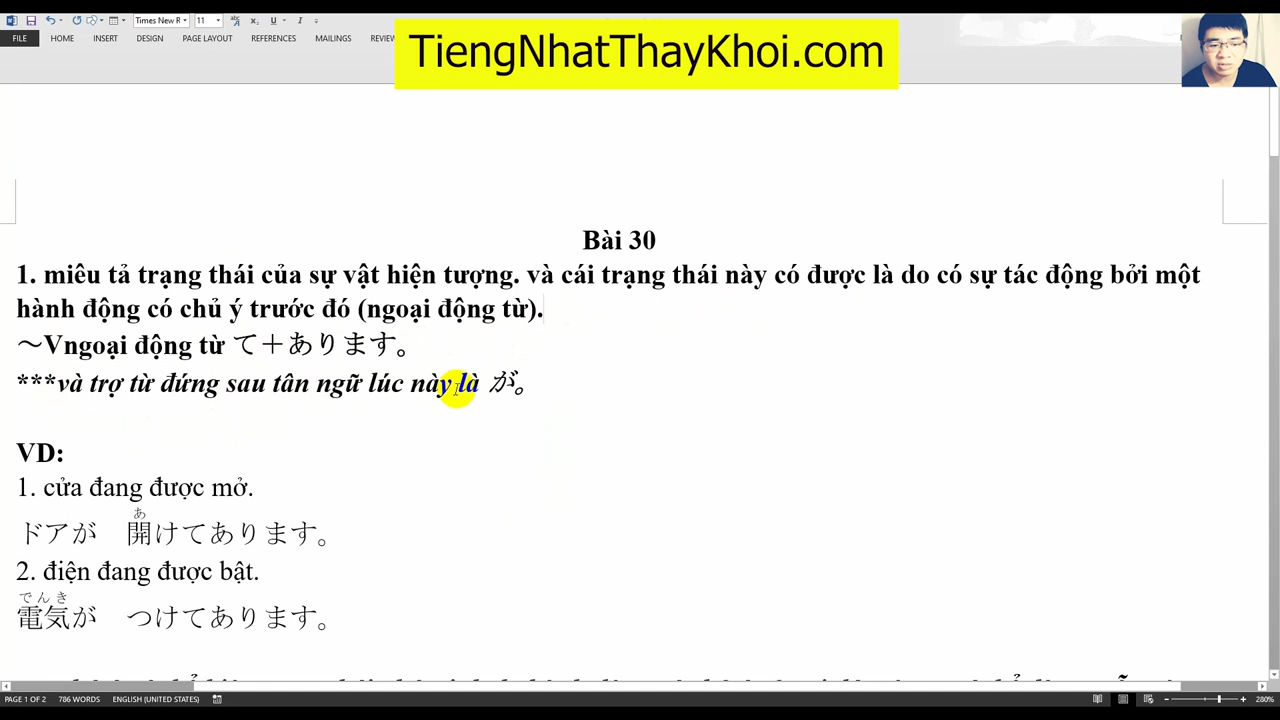 Times New R
11
TiengNhatThayKhoi.com
FILE
HOME
INSERT
DESIGN
PAGE LAYOUT
REFERENCES
MAILINGS
Bài 30
1. miêu tả trạng thái của sự vật hiện tượng. và cái trạng thái này có được là do có sự tác động bởi một
hành động có chủ ý trước đó (ngoại động từ).
～Vngoại động từ て＋あります。
***và trợ từ đứng sau tân ngữ lúc này là が。
VD:
1. cửa đang được mở.
あ
ドアが 開けてあります。
2. điện đang được bật.
でんき
電気が つけてあります。
PAGE 1 OF 2
786 WORDS
ENGLISH (UNITED STATES)
280%